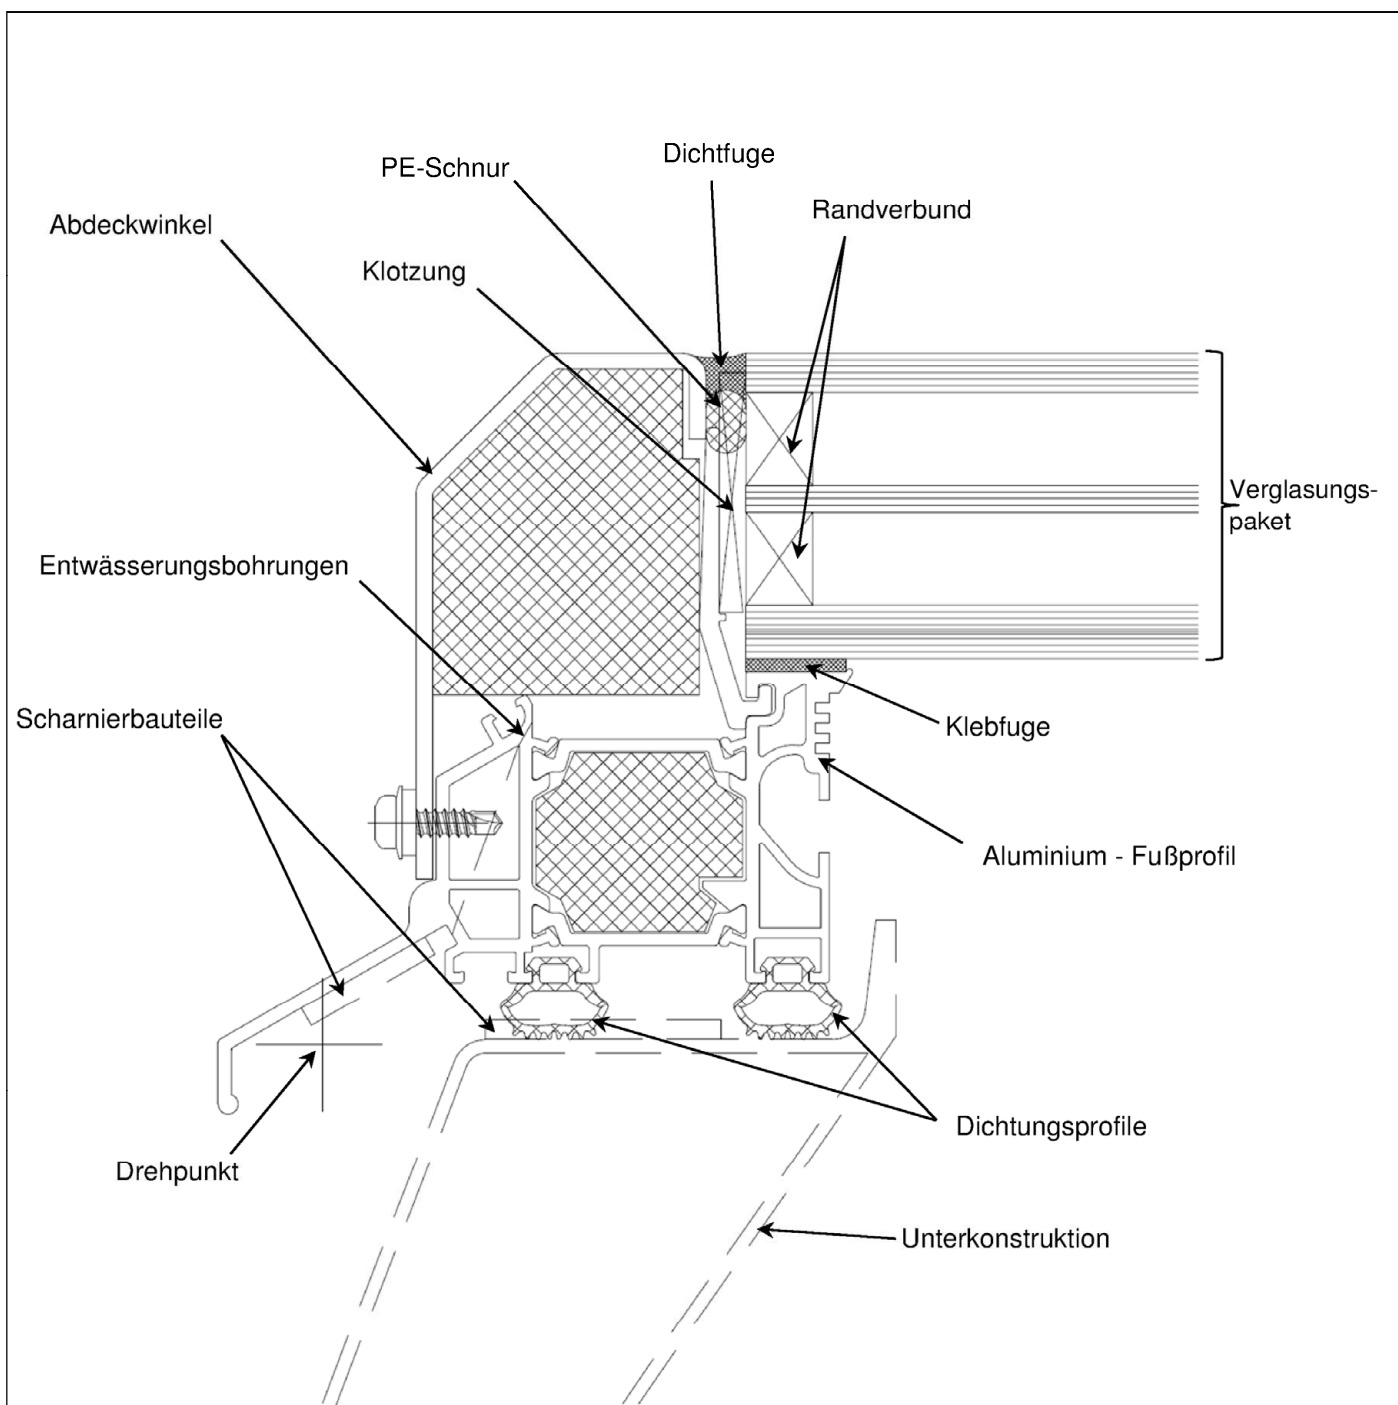 Dichtfuge
PE-Schnur
Randverbund
Abdeckwinkel
Klotzung
Verglasungs-
paket
Entwässerungsbohrungen
Scharnierbauteile
Klebfuge
Aluminium - Fußprofil
Dichtungsprofile
Drehpunkt
Unterkonstruktion